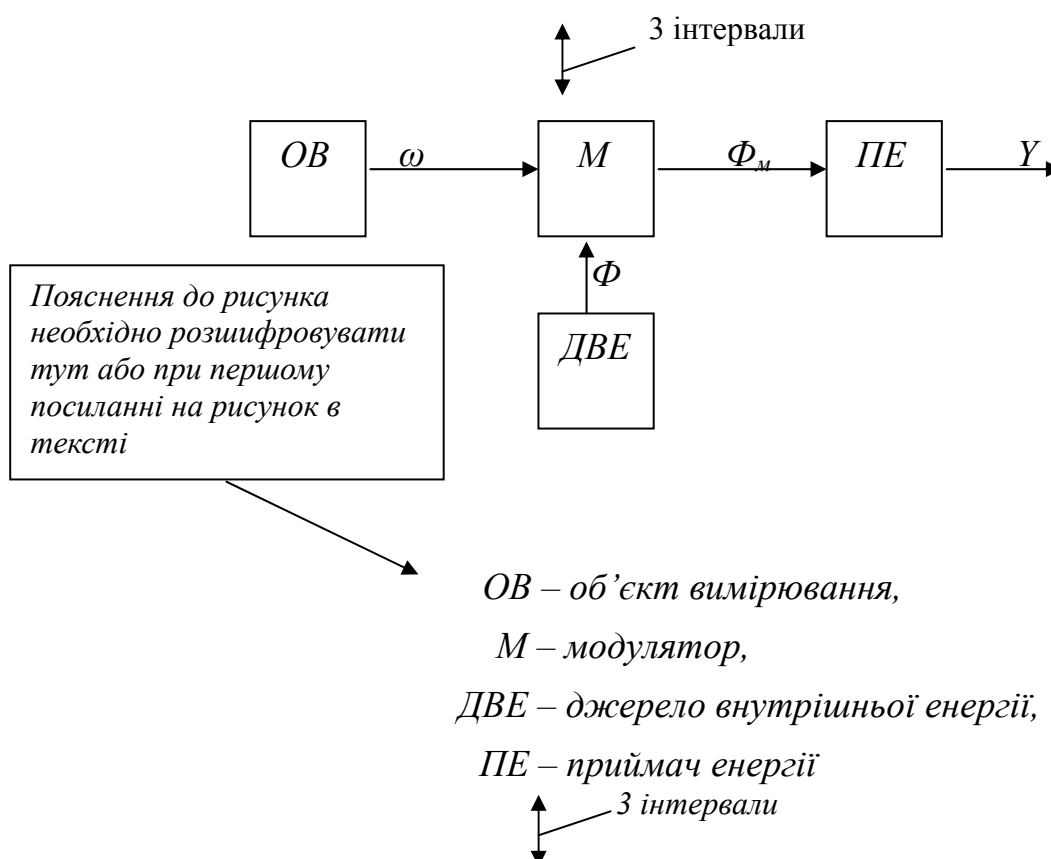 3 інтервали
ОВ ω М Φм ПЕ Y
Φ
ДВЕ
Пояснення до рисунка
необхідно розшифровувати
тут або при першому
посиланні на рисунок в
тексті
ОВ – об’єкт вимірювання,
М – модулятор,
ДВЕ – джерело внутрішньої енергії,
ПЕ – приймач енергії
3 інтервали